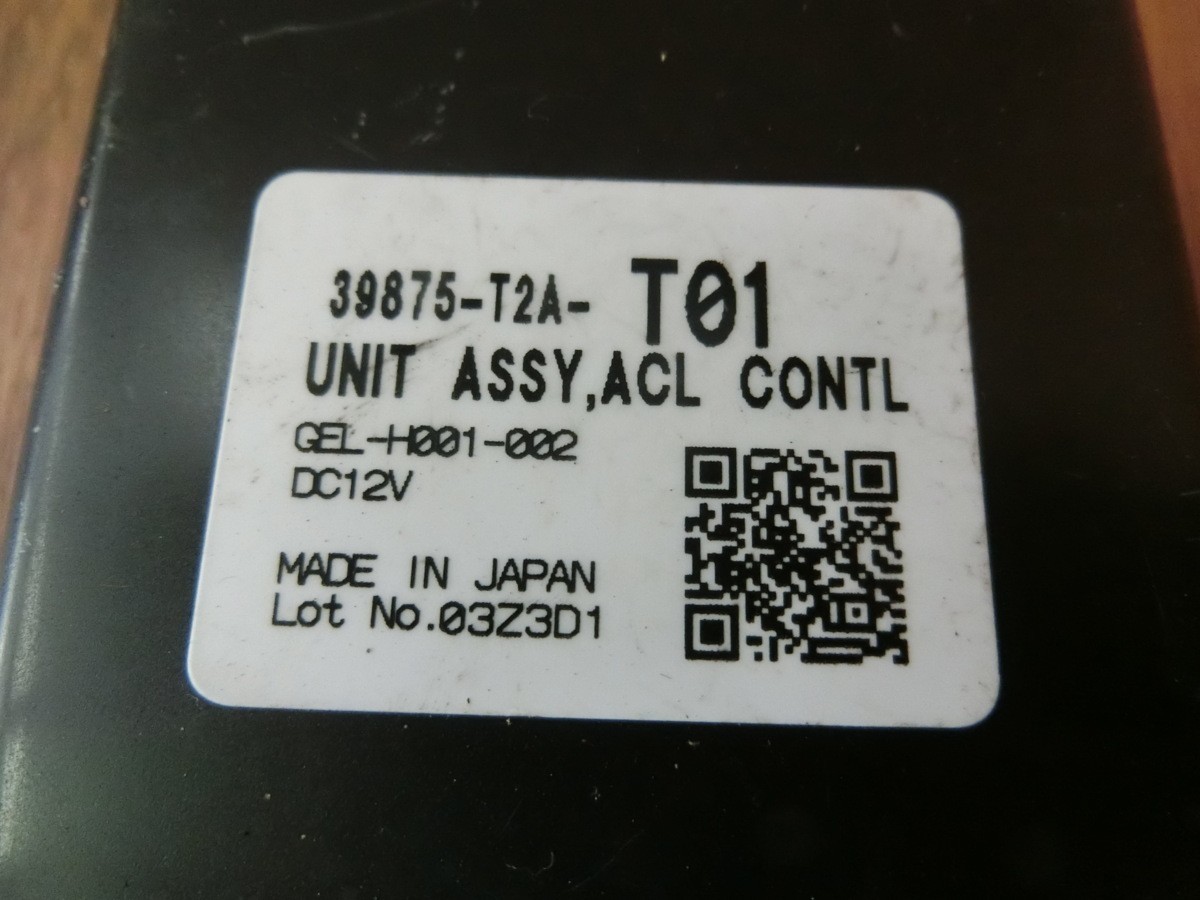 39875-T2A- T01
UNIT ASSY,ACL CONTL
GEL-H001-002
DC12V
MADE IN JAPAN
Lot No.03Z3D1